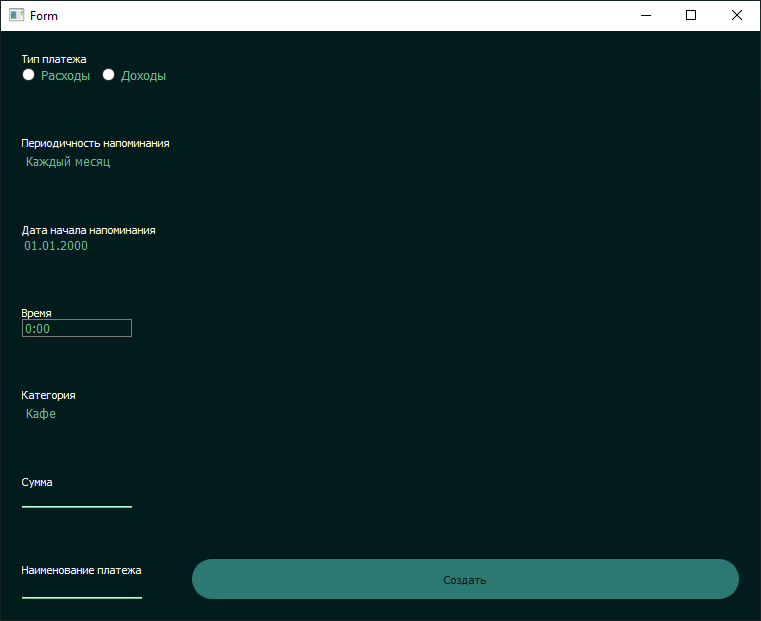 Form
Тип платежа
Расходы Доходы
Периодичность напоминания
Каждый месяц
Дата начала напоминания
01.01.2000
Время
0:00
Категория
Кафе
Сумма
Наименование платежа
Создать